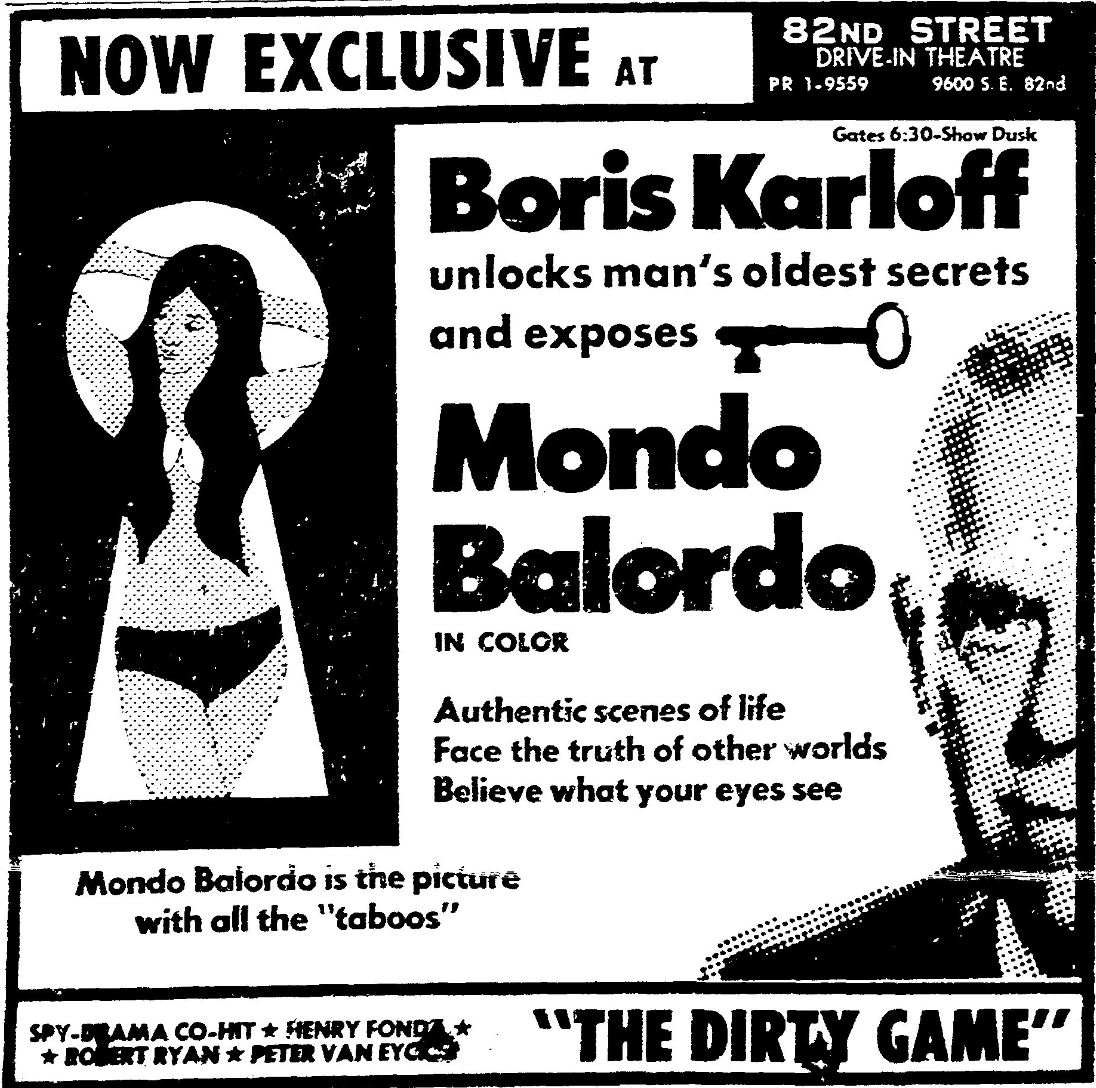 NOW EXCLUSIVE AT
82ND STREET
DRIVE-IN THEATRE
PR 1-9559 9600 S.E. 82nd
Gates 6:30-Show Dusk
Boris Karloff
unlocks man's oldest secrets
and exposes
Mondo
Balordo
IN COLOR
Authentic scenes of life
Face the truth of other worlds
Believe what your eyes see
Mondo Balordo is the picture
with all the "taboos"
SPY-DRAMA CO-HIT ★ HENRY FONDA ★
★ ROBERT RYAN ★ PETER VAN EYCK ★
"THE DIRTY GAME"